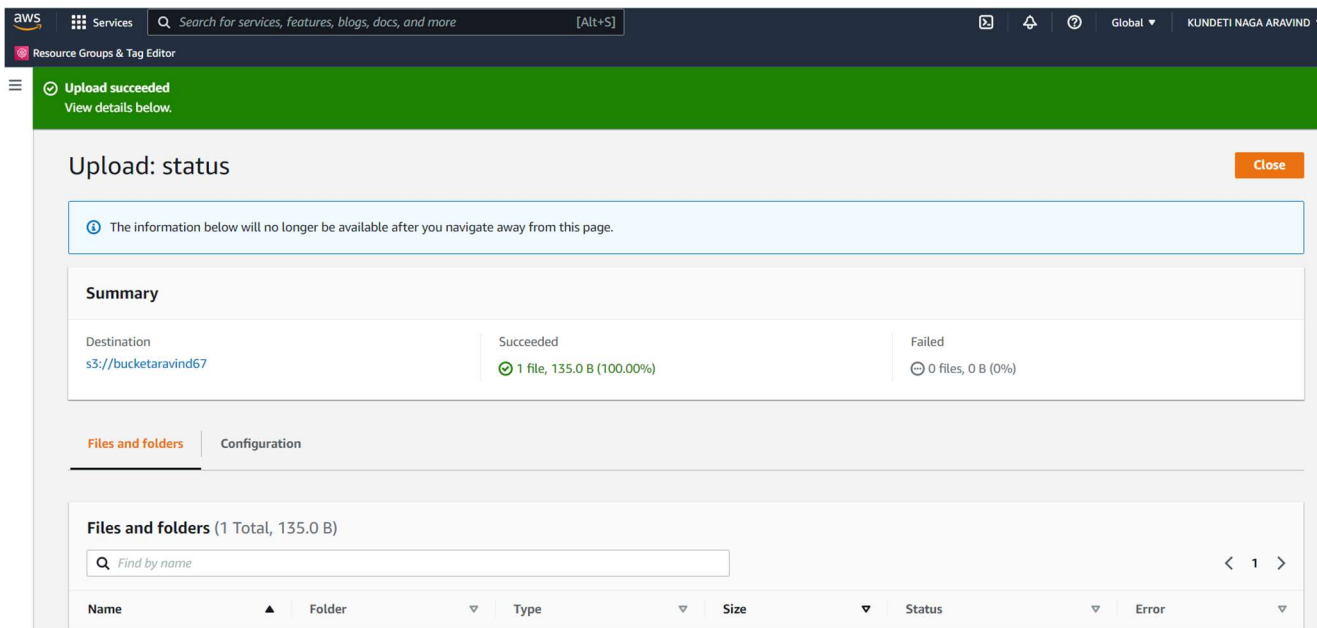 aws Services Search for services, features, blogs, docs, and more [Alt+S] Global KUNDETI NAGA ARAVIND
Resource Groups & Tag Editor
Upload succeeded
View details below.
Upload: status Close
The information below will no longer be available after you navigate away from this page.
Summary
Destination Succeeded Failed
s3://bucketaravind67 1 file, 135.0 B (100.00%) 0 files, 0 B (0%)
Files and folders Configuration
Files and folders (1 Total, 135.0 B)
Find by name 1
Name Folder Type Size Status Error